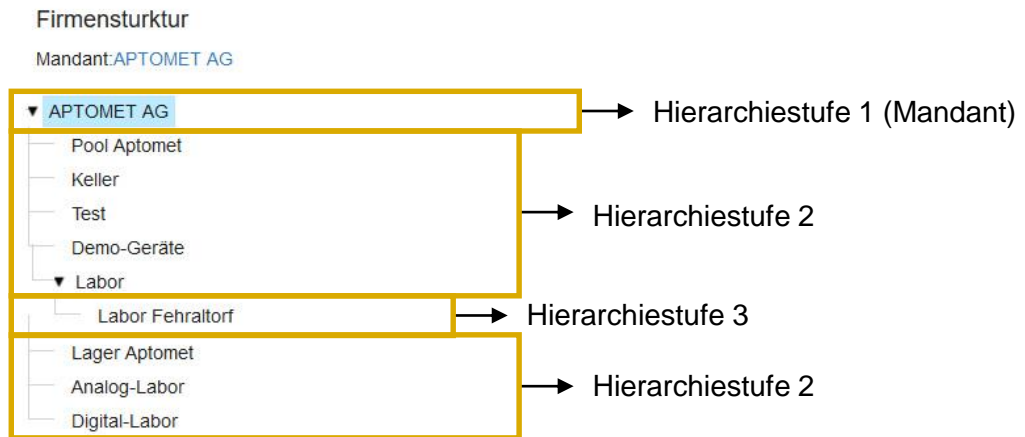 Firmensturktur
Mandant:APTOMET AG
▼ APTOMET AG
Hierarchiestufe 1 (Mandant)
Pool Aptomet
Keller
Test
Hierarchiestufe 2
Demo-Geräte
▼ Labor
Labor Fehraltorf
Hierarchiestufe 3
Lager Aptomet
Analog-Labor
Hierarchiestufe 2
Digital-Labor